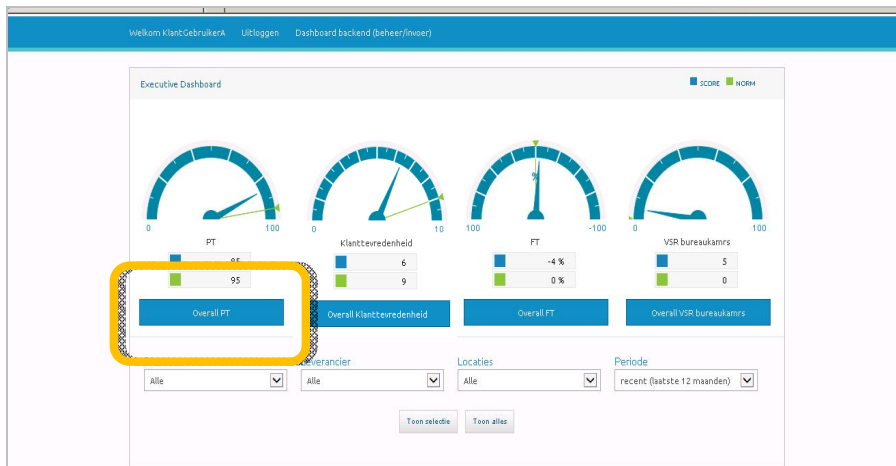 Welkom KlantGebruikerA Uitloggen Dashboard backend (beheer/invoer)
Executive Dashboard
SCORE NORM
0 100
PT
85
95
Overall PT
0 10
Klanttevredenheid
6
9
Overall Klanttevredenheid
%
100 -100
FT
-4 %
0 %
Overall FT
0 100
VSR bureaukamrs
5
0
Overall VSR bureaukamrs
Leverancier Locaties Periode
Alle Alle Alle recent (laatste 12 maanden)
Toon selectie Toon alles